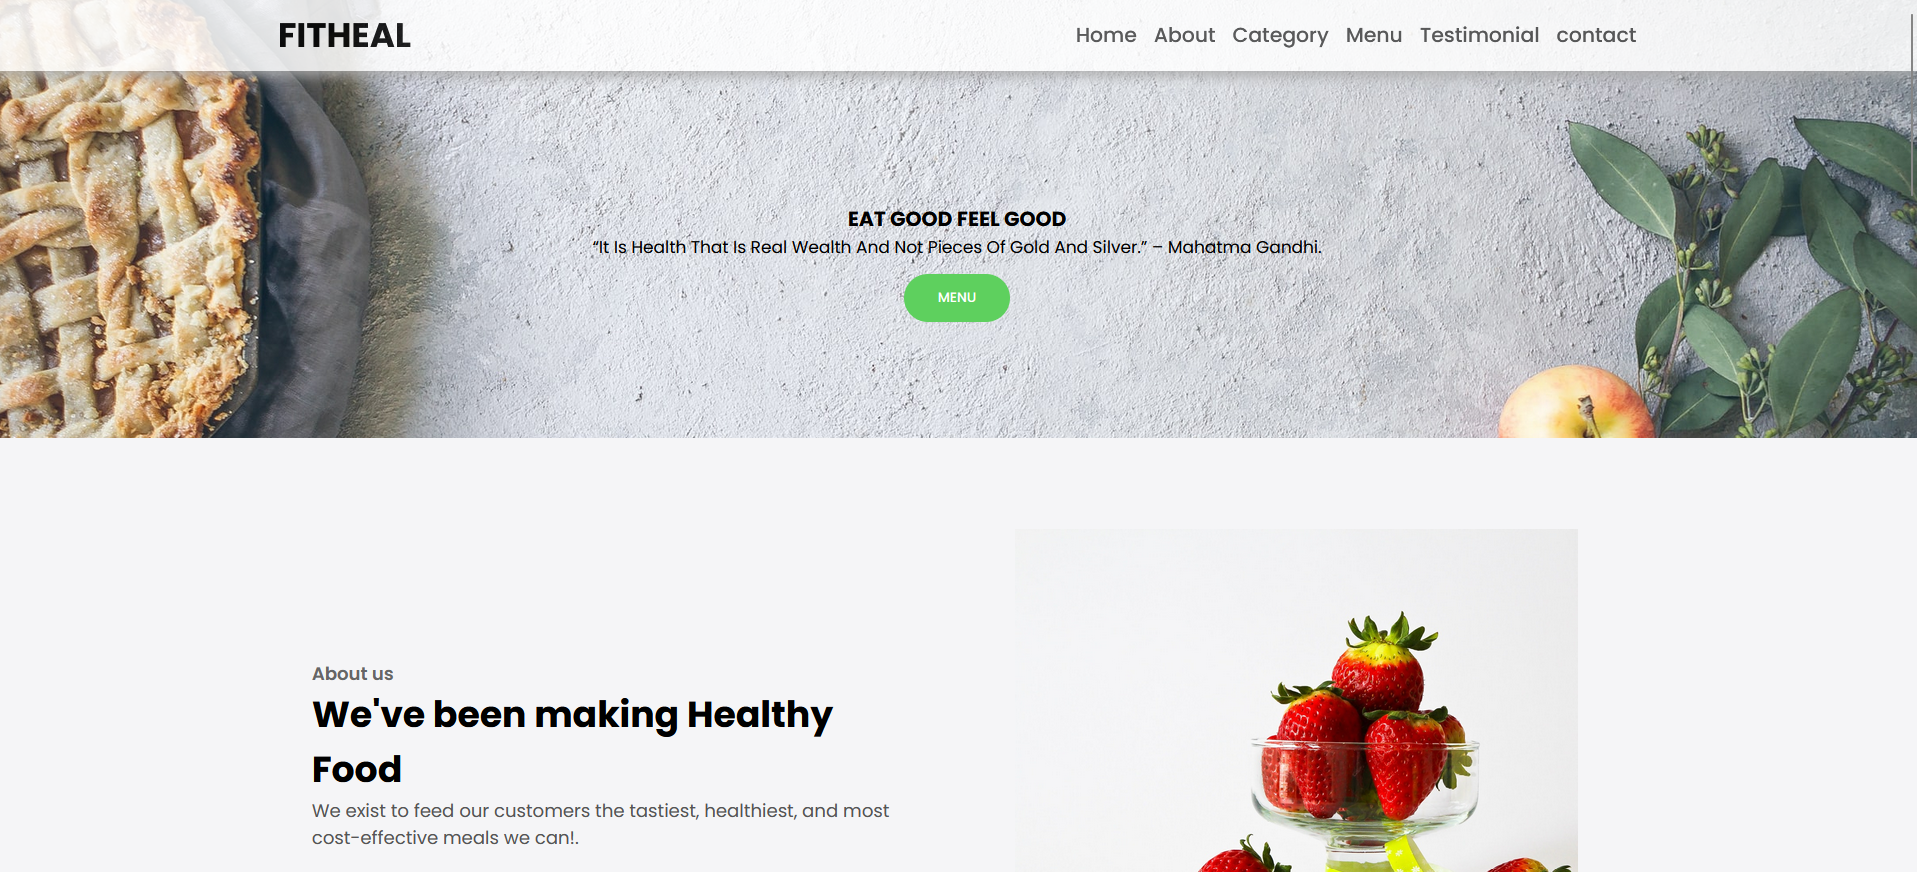 FITHEAL
Home About Category Menu Testimonial contact
EAT GOOD FEEL GOOD
“It Is Health That Is Real Wealth And Not Pieces Of Gold And Silver.” – Mahatma Gandhi.
MENU
About us
We've been making Healthy
Food
We exist to feed our customers the tastiest, healthiest, and most
cost-effective meals we can!.